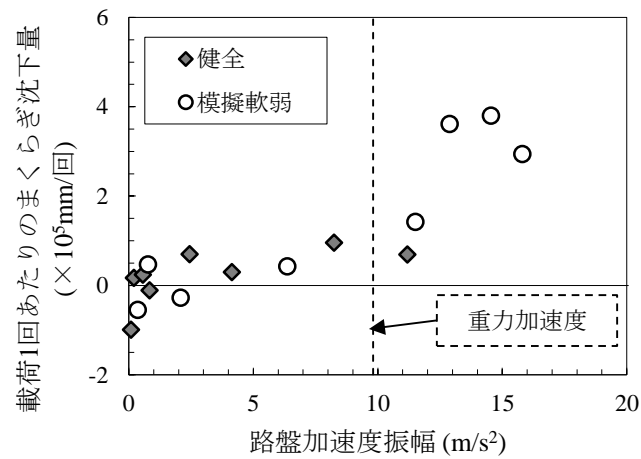 6
4
2
0
-2
0
5
10
15
20
健全
模擬軟弱
重力加速度
載荷1回あたりのまくらぎ沈下量
(×10⁵mm/回)
路盤加速度振幅 (m/s²)